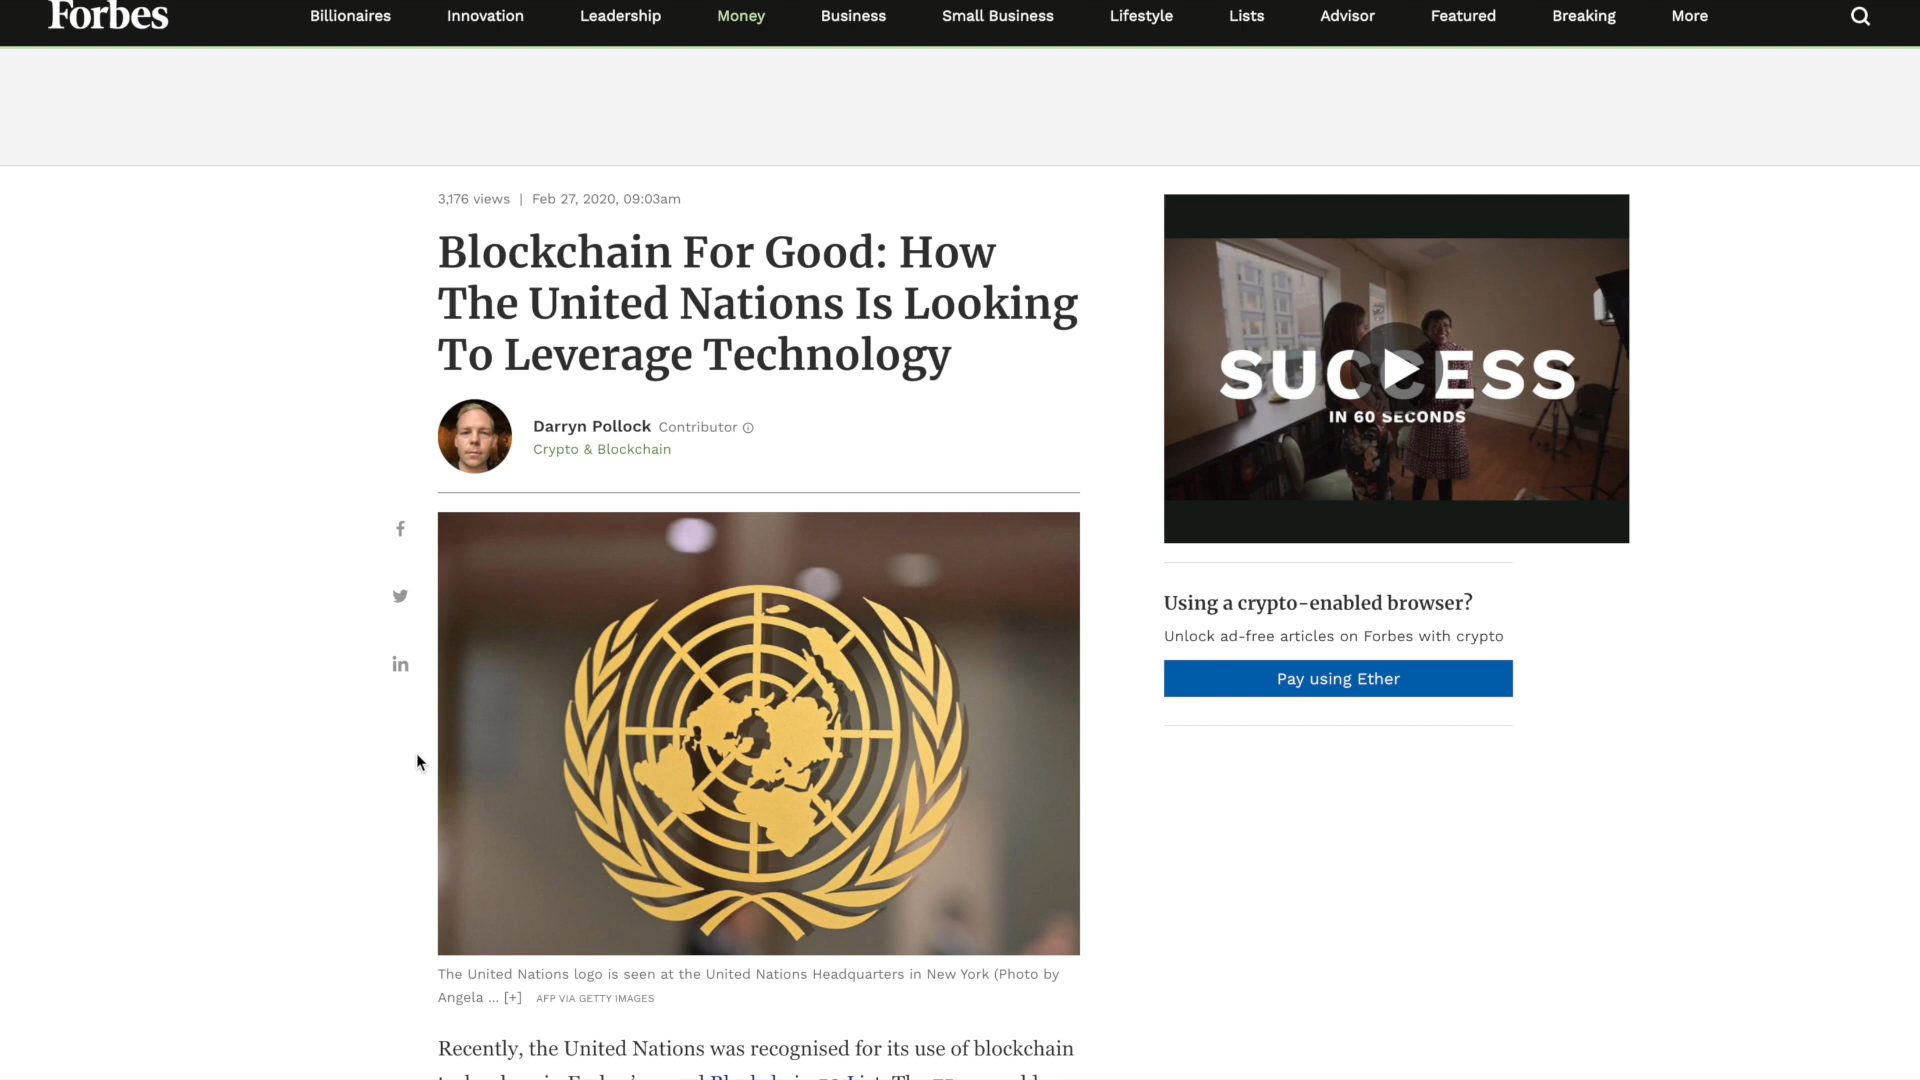 Forbes
Billionaires Innovation Leadership Money Business Small Business Lifestyle Lists Advisor Featured Breaking More
3,176 views | Feb 27, 2020, 09:03am
Blockchain For Good: How
The United Nations Is Looking
To Leverage Technology
Darryn Pollock Contributor
Crypto & Blockchain
The United Nations logo is seen at the United Nations Headquarters in New York (Photo by
Angela ... [+] AFP VIA GETTY IMAGES
Recently, the United Nations was recognised for its use of blockchain
SUCCESS
IN 60 SECONDS
Using a crypto-enabled browser?
Unlock ad-free articles on Forbes with crypto
Pay using Ether